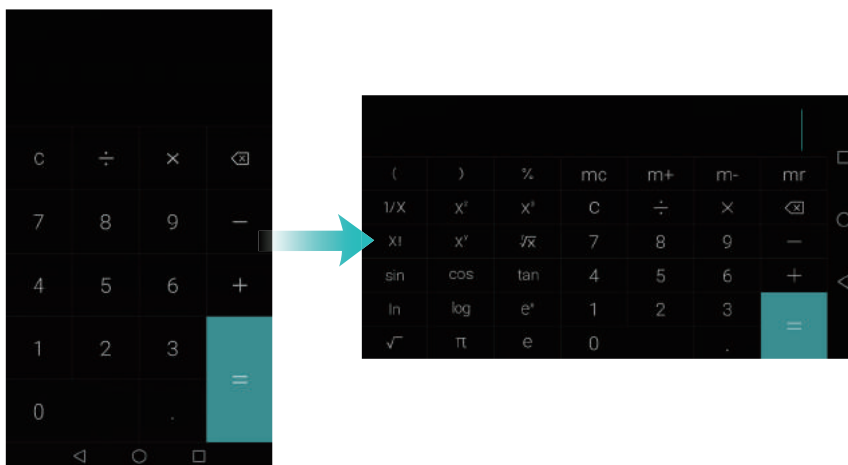 C ÷ ×
7 8 9 −
4 5 6 +
1 2 3
=
0 .
( ) mc m+ m- mr
1/X X² X³ C ÷ ×
X! Xʸ 7 8 9 −
sin cos tan 4 5 6 +
ln log eˣ 1 2 3
=
√ π e 0 .